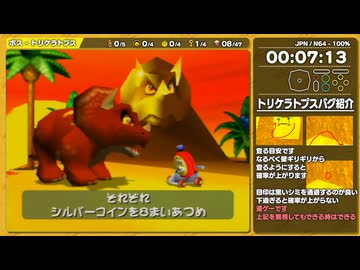 ボス - トリケラトプス
0/5
0/4
0/4
1/4
08/47
JPN / N64 - 100%
00:07:13
トリケラトプスバグ紹介
登る目安です
なるべく壁ギリギリから
登るようにすると
確率が上がります
目印は黒いシミを通過するのが良い
下過ぎると確率が上がらない
運ゲーです
上記を無視してもできる時はできる
それぞれ
シルバーコインを8まいあつめ